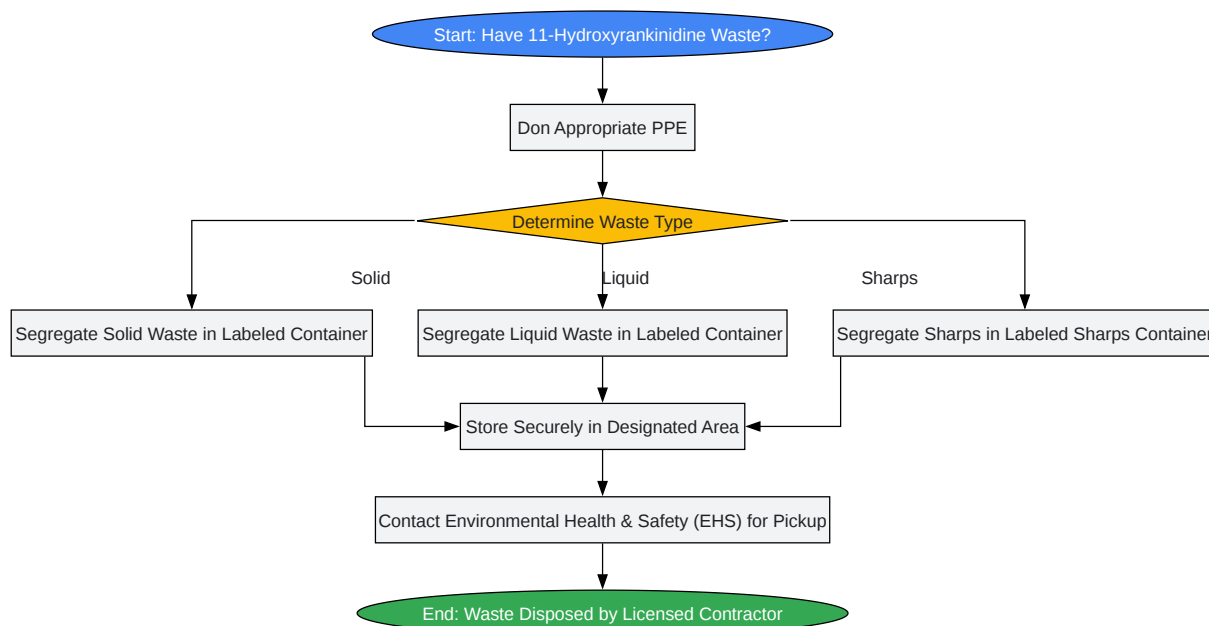 Start: Have 11-Hydroxyrankinidine Waste?
Don Appropriate PPE
Determine Waste Type
Solid
Liquid
Sharps
Segregate Solid Waste in Labeled Container
Segregate Liquid Waste in Labeled Container
Segregate Sharps in Labeled Sharps Container
Store Securely in Designated Area
Contact Environmental Health & Safety (EHS) for Pickup
End: Waste Disposed by Licensed Contractor